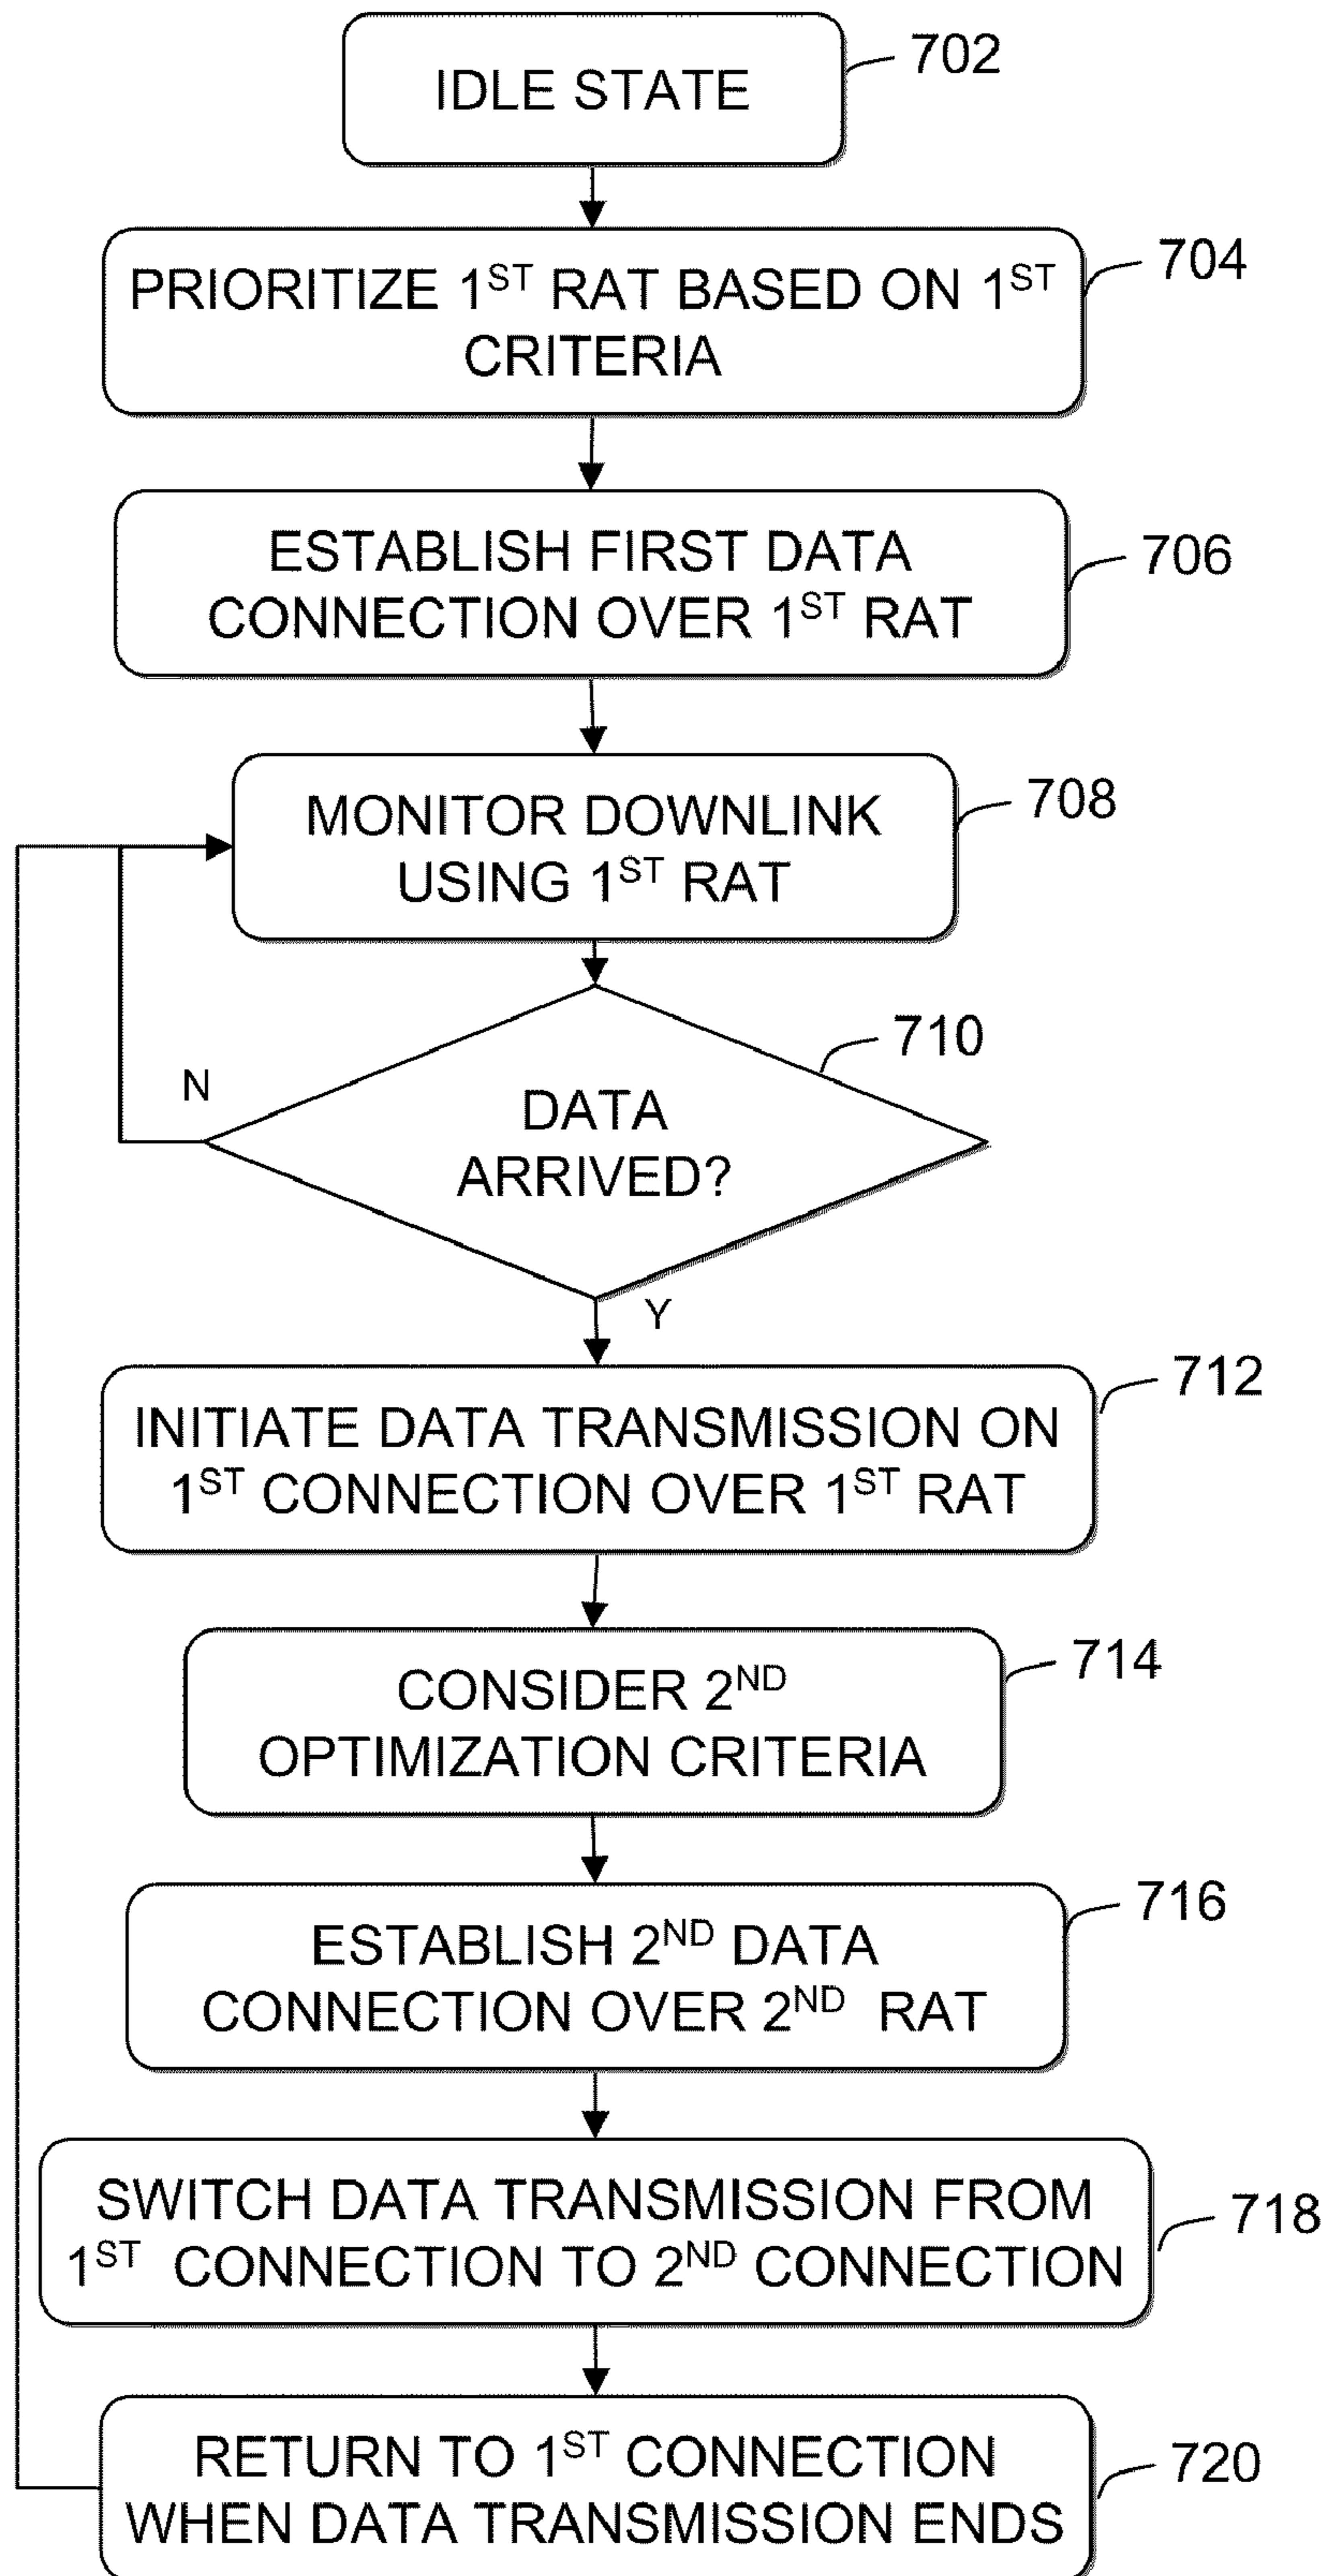 IDLE STATE
702
PRIORITIZE 1ST RAT BASED ON 1ST
CRITERIA
704
ESTABLISH FIRST DATA
CONNECTION OVER 1ST RAT
706
MONITOR DOWNLINK
USING 1ST RAT
708
DATA
ARRIVED?
710
N
Y
INITIATE DATA TRANSMISSION ON
1ST CONNECTION OVER 1ST RAT
712
CONSIDER 2ND
OPTIMIZATION CRITERIA
714
ESTABLISH 2ND DATA
CONNECTION OVER 2ND RAT
716
SWITCH DATA TRANSMISSION FROM
1ST CONNECTION TO 2ND CONNECTION
718
RETURN TO 1ST CONNECTION
WHEN DATA TRANSMISSION ENDS
720